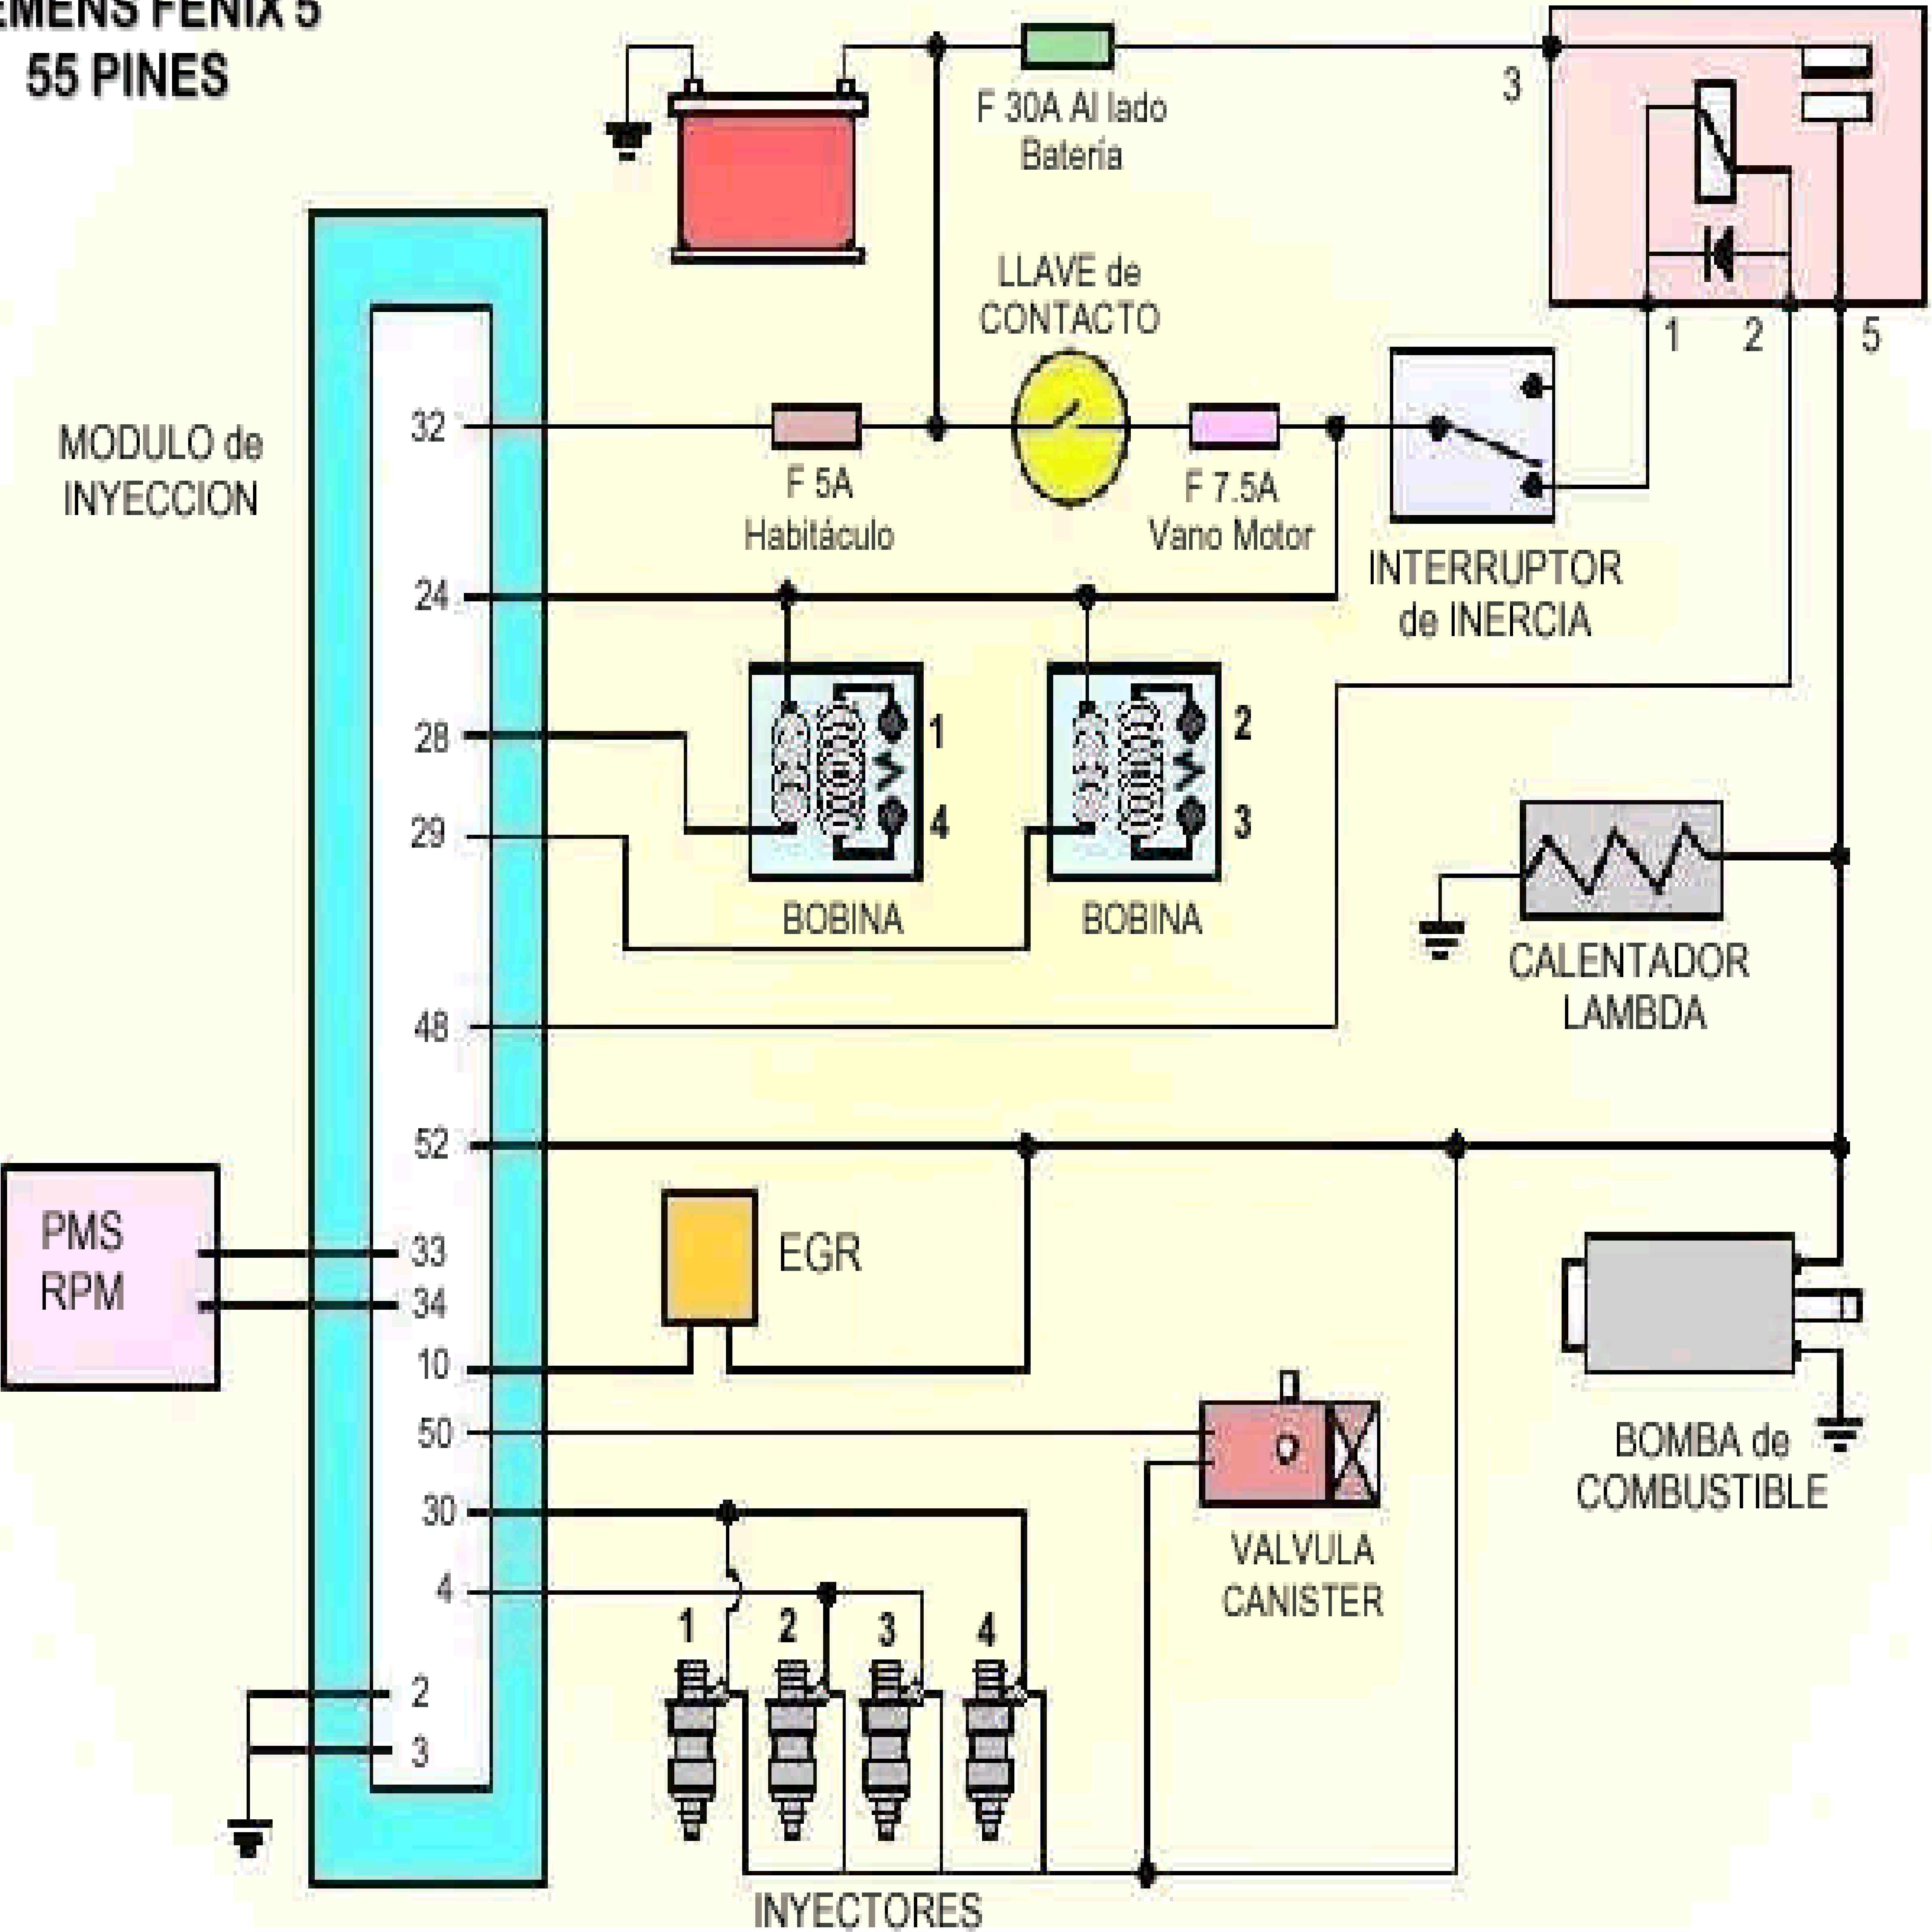 EMENS FENIX 5
55 PINES
F 30A Al lado
Batería
3
1
2
5
LLAVE de
CONTACTO
MODULO de
INYECCION
32
F 5A
Habitáculo
F 7.5A
Vano Motor
INTERRUPTOR
de INERCIA
24
28
1
4
2
3
29
BOBINA
BOBINA
CALENTADOR
LAMBDA
48
52
PMS
RPM
33
34
EGR
10
50
BOMBA de
COMBUSTIBLE
30
VALVULA
CANISTER
4
1
2
3
4
2
3
INYECTORES